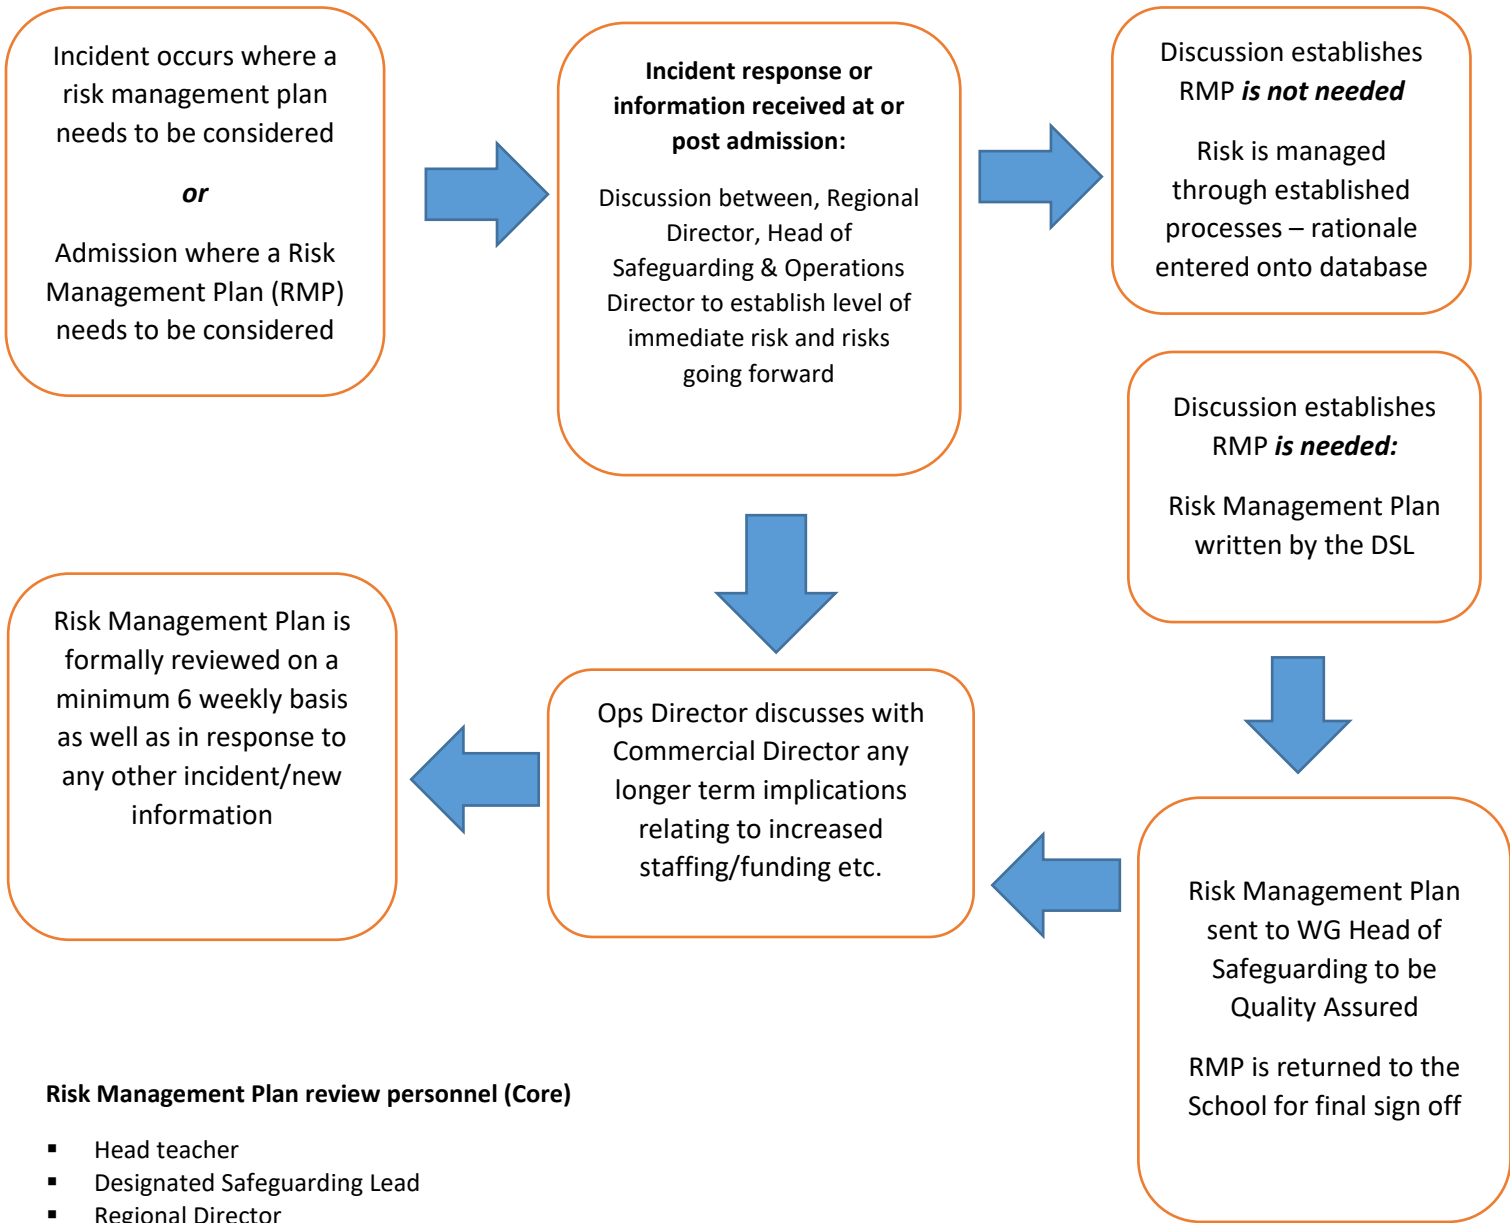 Incident occurs where a
risk management plan
needs to be considered
or
Admission where a Risk
Management Plan (RMP)
needs to be considered
Incident response or
information received at or
post admission:
Discussion between, Regional
Director, Head of
Safeguarding & Operations
Director to establish level of
immediate risk and risks
going forward
Discussion establishes
RMP is not needed
Risk is managed
through established
processes – rationale
entered onto database
Discussion establishes
RMP is needed:
Risk Management Plan
written by the DSL
Risk Management Plan is
formally reviewed on a
minimum 6 weekly basis
as well as in response to
any other incident/new
information
Ops Director discusses with
Commercial Director any
longer term implications
relating to increased
staffing/funding etc.
Risk Management Plan
sent to WG Head of
Safeguarding to be
Quality Assured
RMP is returned to the
School for final sign off
Risk Management Plan review personnel (Core)
▪ Head teacher
▪ Designated Safeguarding Lead
▪ Regional Director